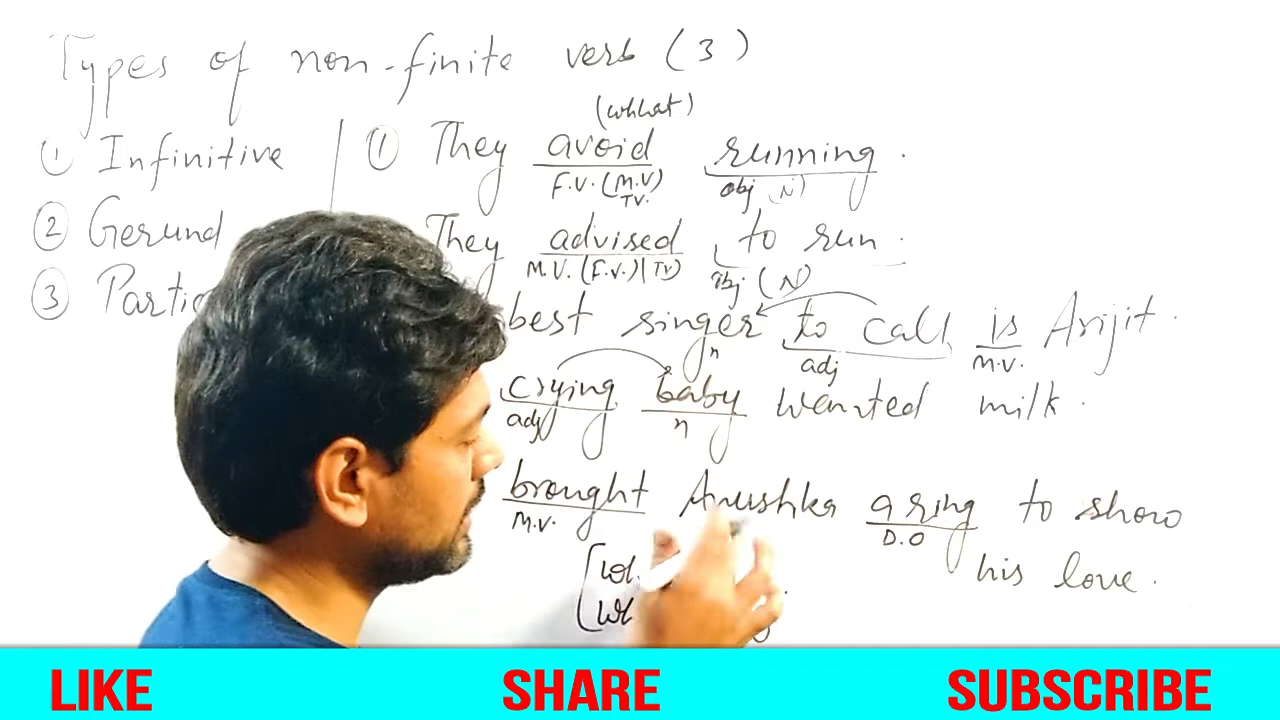 Types of non-finite verb (3)
① Infinitive
② Gerund
③ Partic
(whhat)
① They avoid running.
F.V. (M.V) obj (N)
TV.
They advised to run.
M.V. (F.V.) | TV) obj (N)
best singer to call is Arijit.
n adj M.V.
crying baby wanted milk.
adj n
brought Anushka a ring to show
M.V. D.O
his love.
LIKE SHARE SUBSCRIBE